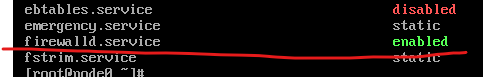 ebtables.service disabled
emergency.service static
firewalld.service enabled
fstrim.service static
[root@node0 ~]#